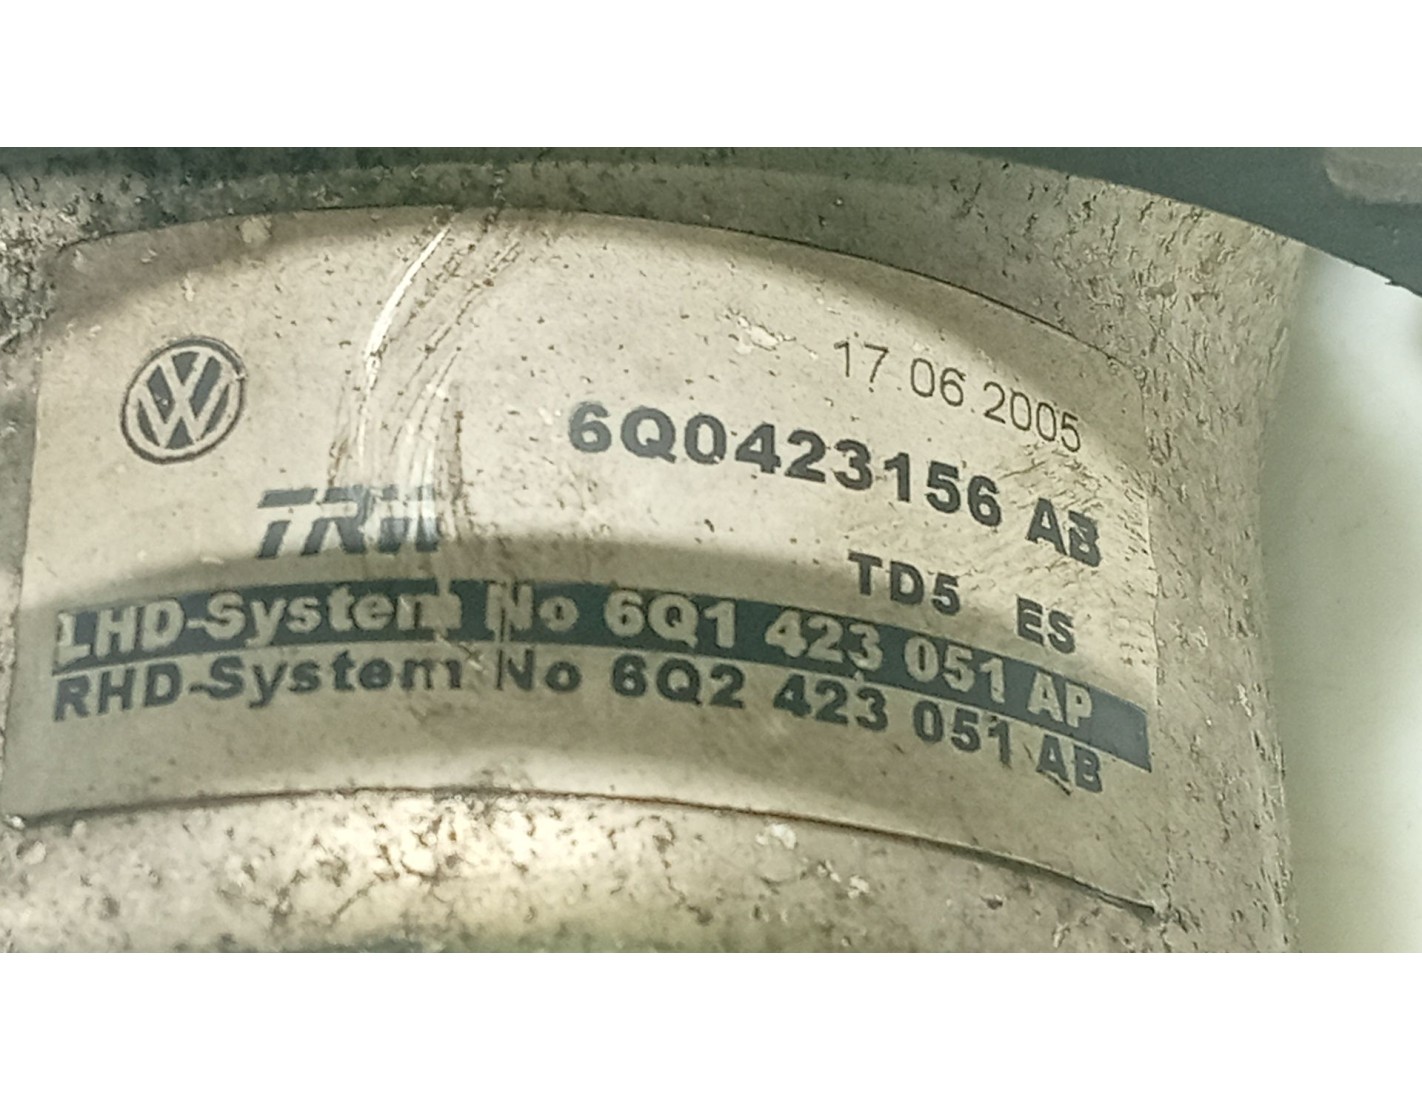 17.06.2005
6Q0423156 AB
TRW
TD5 ES
LHD-System No 6Q1 423 051 AP
RHD-System No 6Q2 423 051 AB